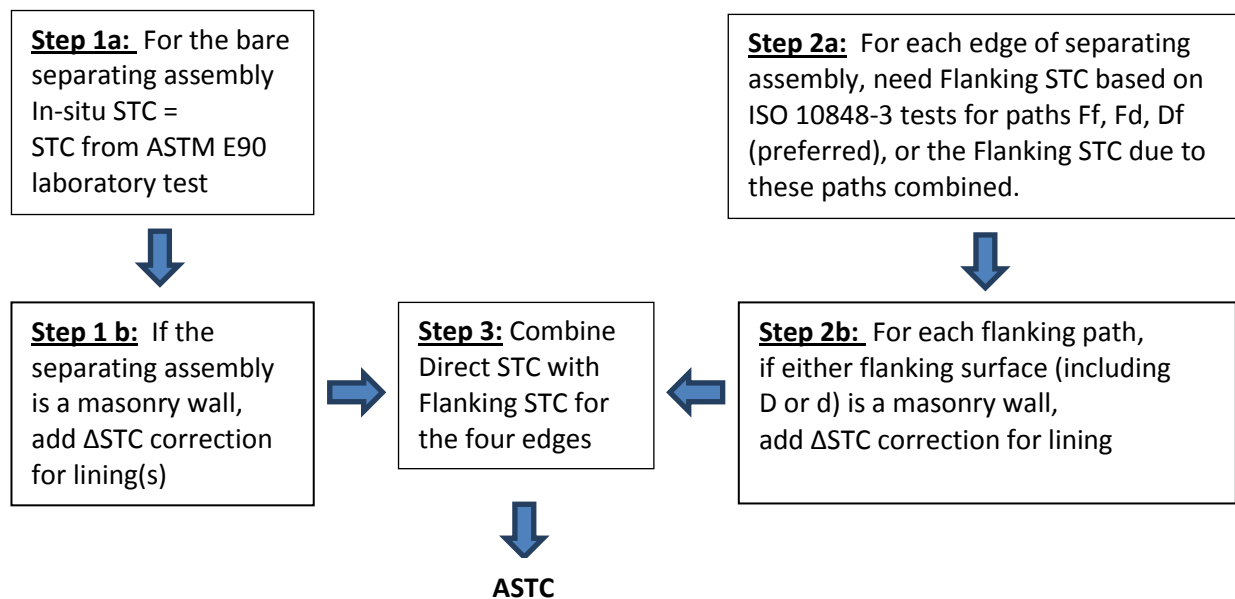 Step 1a: For the bare
separating assembly
In-situ STC =
STC from ASTM E90
laboratory test
Step 2a: For each edge of separating
assembly, need Flanking STC based on
ISO 10848-3 tests for paths Ff, Fd, Df
(preferred), or the Flanking STC due to
these paths combined.
Step 1 b: If the
separating assembly
is a masonry wall,
add ΔSTC correction
for lining(s)
Step 3: Combine
Direct STC with
Flanking STC for
the four edges
Step 2b: For each flanking path,
if either flanking surface (including
D or d) is a masonry wall,
add ΔSTC correction for lining
ASTC